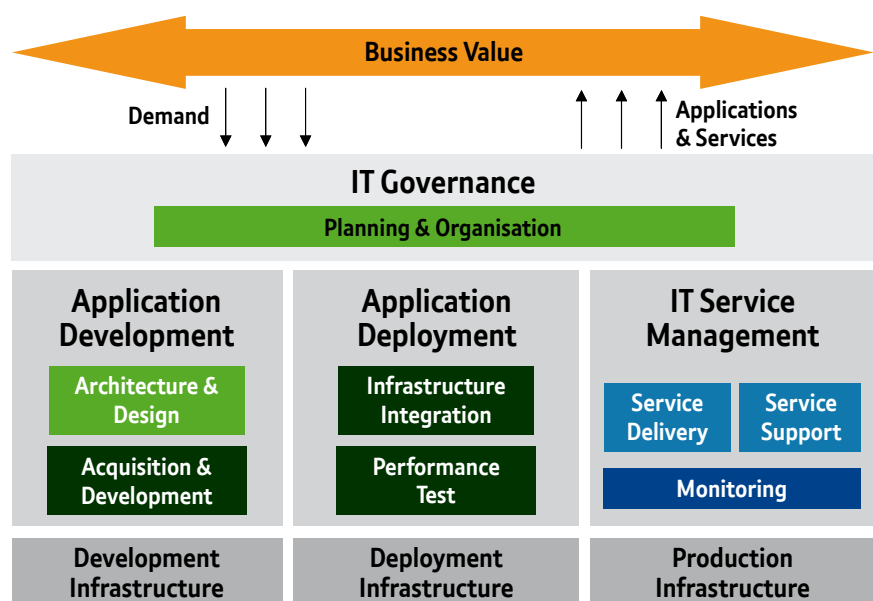 Business Value
Demand
Applications
& Services
IT Governance
Planning & Organisation
Application
Development
Architecture &
Design
Acquisition &
Development
Application
Deployment
Infrastructure
Integration
Performance
Test
IT Service
Management
Service
Delivery
Service
Support
Monitoring
Development
Infrastructure
Deployment
Infrastructure
Production
Infrastructure